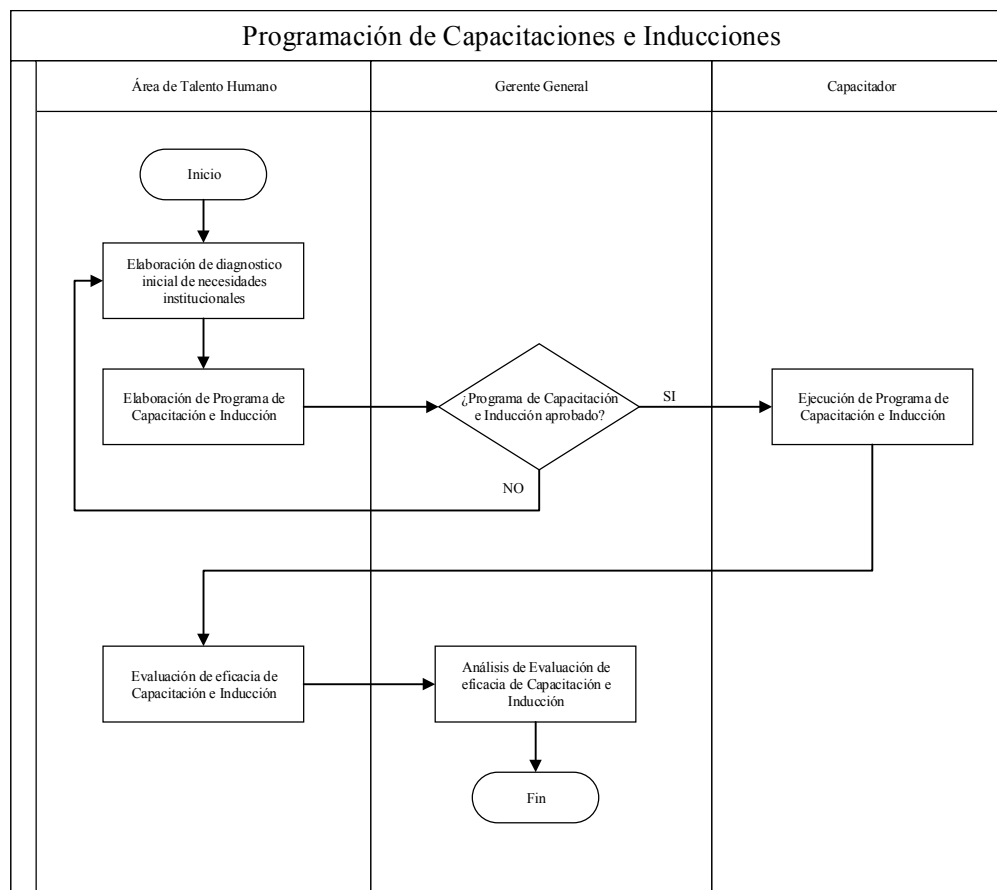 Programación de Capacitaciones e Inducciones
Área de Talento Humano
Gerente General
Capacitador
Inicio
Elaboración de diagnostico
inicial de necesidades
institucionales
Elaboración de Programa de
Capacitación e Inducción
¿Programa de Capacitación
e Inducción aprobado?
SI
Ejecución de Programa de
Capacitación e Inducción
NO
Evaluación de eficacia de
Capacitación e Inducción
Análisis de Evaluación de
eficacia de Capacitación e
Inducción
Fin